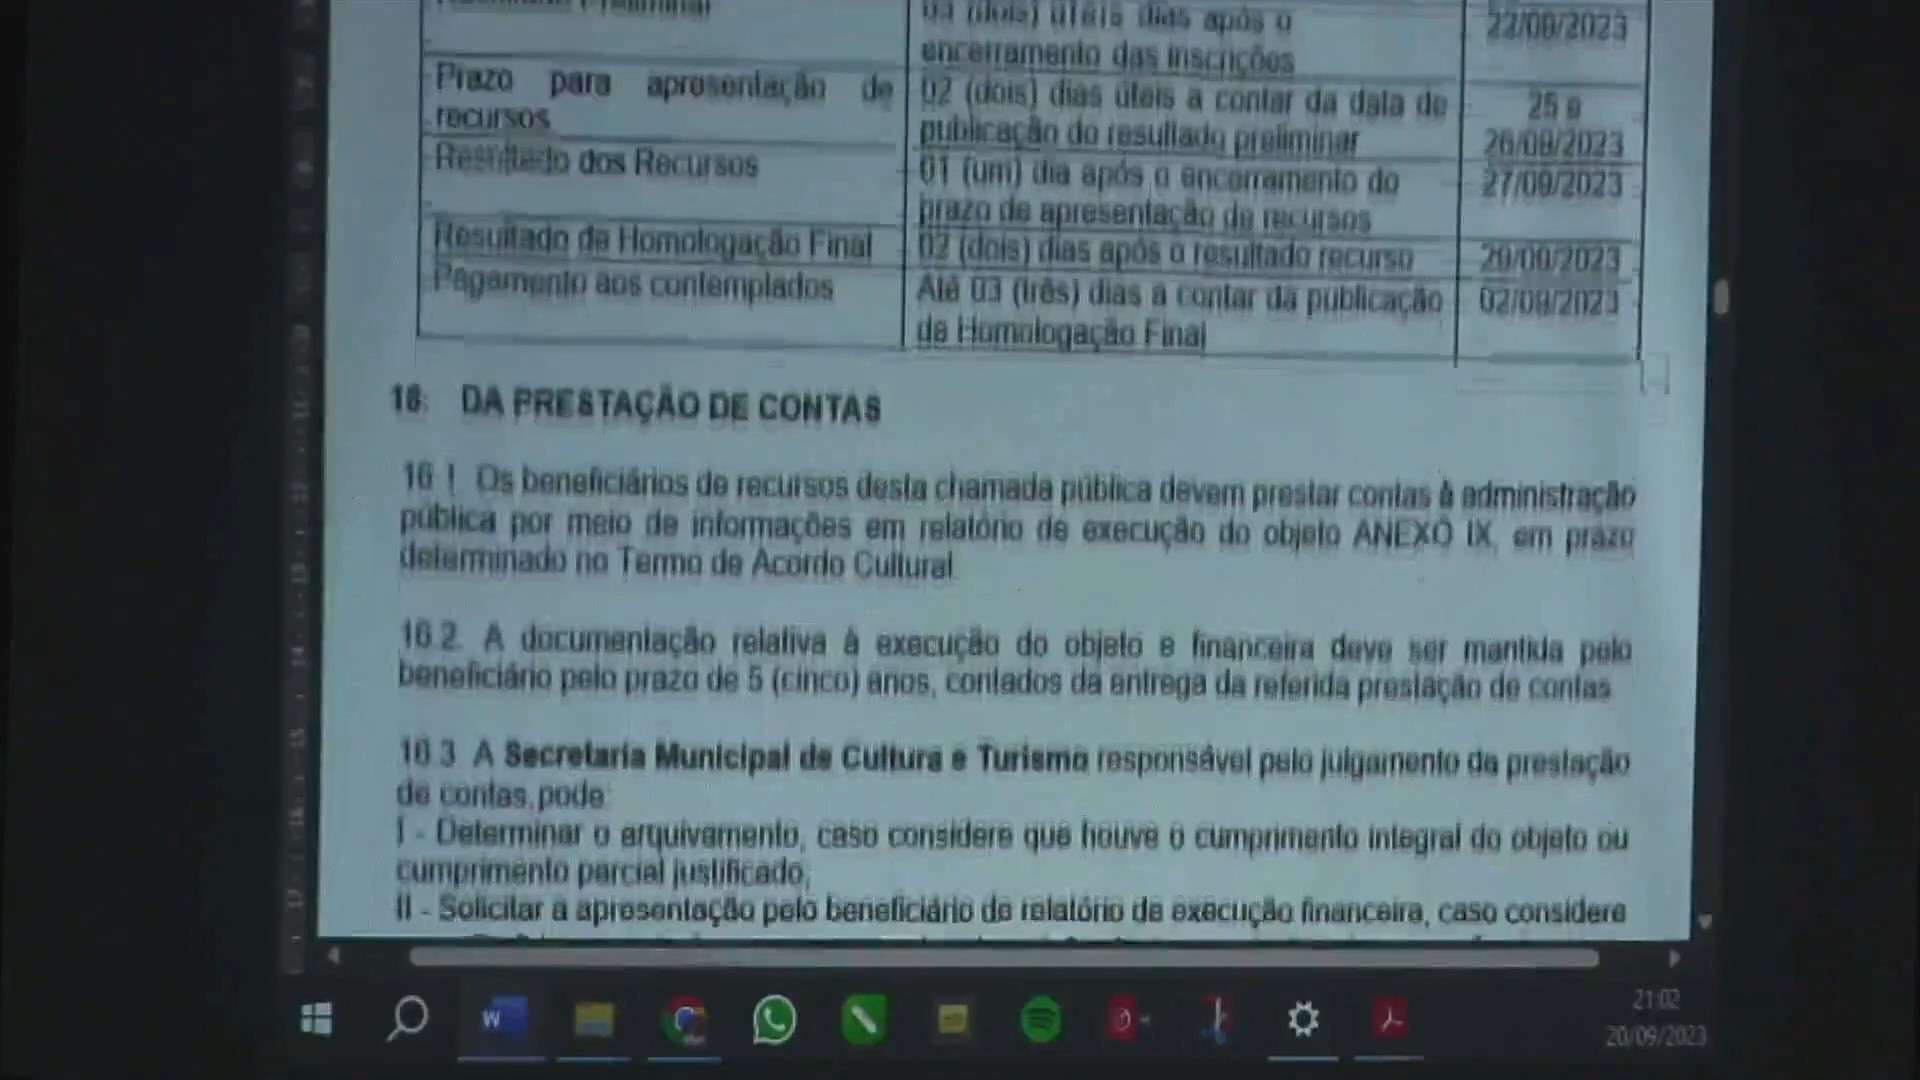 Preliminar
03 (dois) úteis dias após o
encerramento das inscrições
22/09/2023
Prazo para apresentação de
recursos
02 (dois) dias úteis a contar da data de
publicação do resultado preliminar
25 e
26/09/2023
Resultado dos Recursos
01 (um) dia após o encerramento do
prazo de apresentação de recursos
27/09/2023
Resultado de Homologação Final
02 (dois) dias após o resultado recurso
29/09/2023
Pagamento aos contemplados
Até 03 (três) dias a contar da publicação
de Homologação Final
02/09/2023
16. DA PRESTAÇÃO DE CONTAS
16.1 Os beneficiários de recursos desta chamada pública devem prestar contas à administração
pública por meio de informações em relatório de execução do objeto ANEXO IX, em prazo
determinado no Termo de Acordo Cultural
16.2. A documentação relativa à execução do objeto e financeira deve ser mantida pelo
beneficiário pelo prazo de 5 (cinco) anos, contados da entrega da referida prestação de contas
16.3 A Secretaria Municipal de Cultura e Turismo responsável pelo julgamento da prestação
de contas, pode:
I - Determinar o arquivamento, caso considere que houve o cumprimento integral do objeto ou
cumprimento parcial justificado;
II - Solicitar a apresentação pelo beneficiário de relatório de execução financeira, caso considere
21:02
20/09/2023